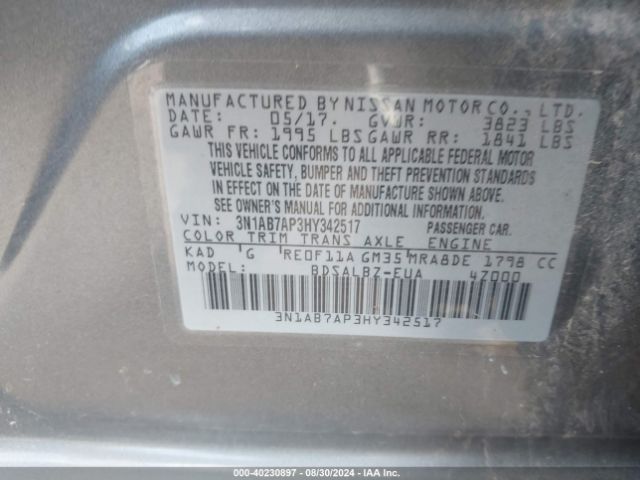 MANUFACTURED BY NISSAN MOTOR CO., LTD.
DATE: 05/17. GVWR: 3823 LBS
GAWR FR: 1995 LBS GAWR RR: 1841 LBS
THIS VEHICLE CONFORMS TO ALL APPLICABLE FEDERAL MOTOR
VEHICLE SAFETY, BUMPER AND THEFT PREVENTION STANDARDS
IN EFFECT ON THE DATE OF MANUFACTURE SHOWN ABOVE.
SEE OWNER'S MANUAL FOR ADDITIONAL INFORMATION.
VIN: 3N1AB7AP3HY342517 PASSENGER CAR.
COLOR TRIM TRANS AXLE ENGINE
KAD G RE0F11A GM35 MRA8DE 1798 CC
MODEL: BDSALBZ-EUA 4Z000
3N1AB7AP3HY342517
000-40230897 - 08/30/2024 - IAAI.COM